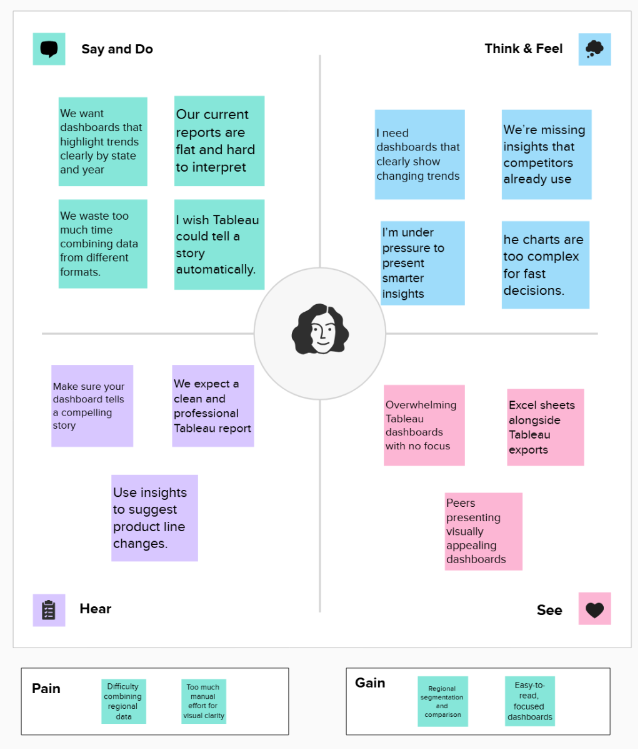 Say and Do
We want
dashboards that
highlight trends
clearly by state
and year
Our current
reports are
flat and hard
to interpret
We waste too
much time
combining data
from different
formats.
I wish Tableau
could tell a
story
automatically.
Think & Feel
I need
dashboards that
clearly show
changing trends
We're missing
insights that
competitors
already use
I'm under
pressure to
present
smarter
insights
he charts are
too complex
for fast
decisions.
Make sure your
dashboard tells
a compelling
story
We expect a
clean and
professional
Tableau report
Use insights
to suggest
product line
changes.
Hear
Overwhelming
Tableau
dashboards
with no focus
Excel sheets
alongside
Tableau
exports
Peers
presenting
visually
appealing
dashboards
See
Pain
Difficulty
combining
regional
data
Too much
manual
effort for
visual clarity
Gain
Regional
segmentation
and
comparison
Easy-to-
read,
focused
dashboards